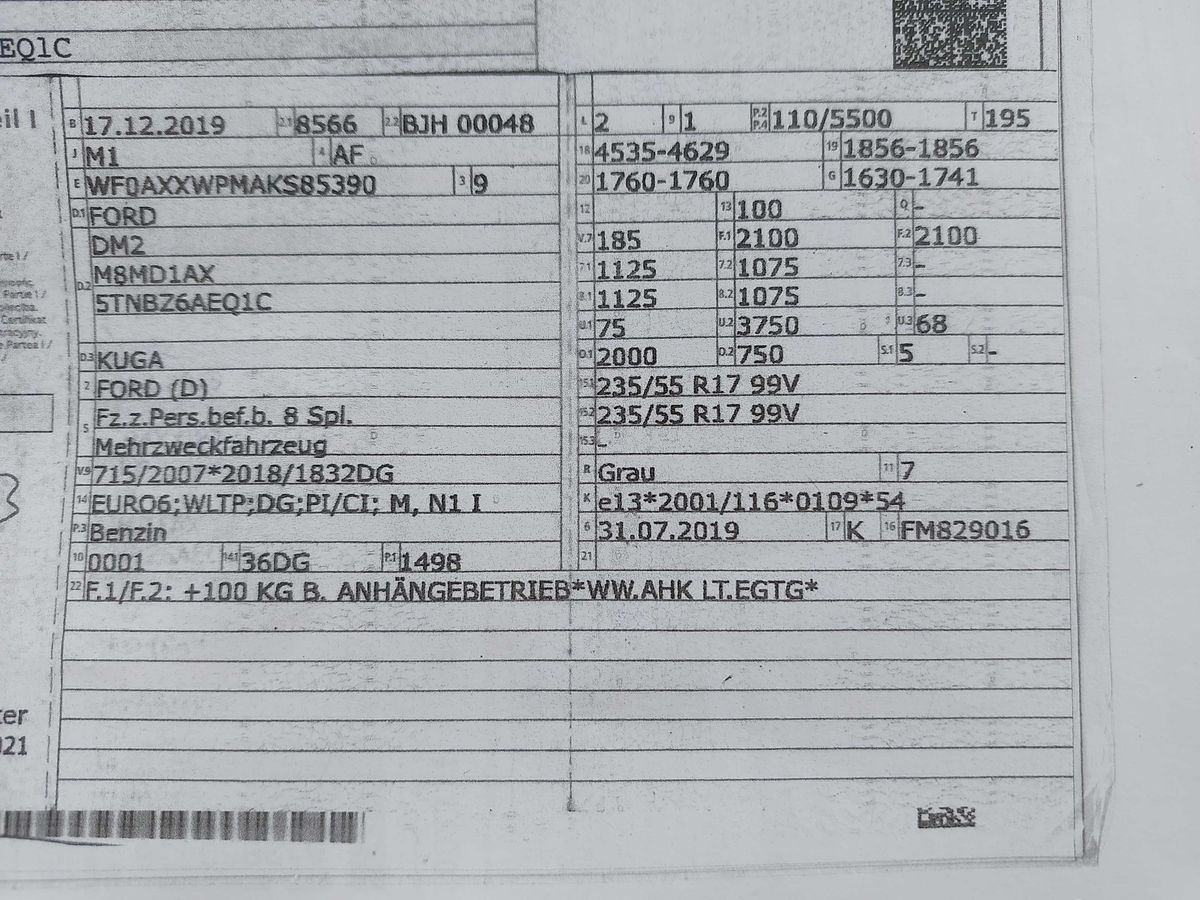 EQ1C
eil I
B 17.12.2019 2.1 8566 2.2 BJH 00048
J M1 4 AF
E WF0AXXWPMAKS85390 3 9
D.1 FORD
DM2
D.2 M8MD1AX
5TNBZ6AEQ1C
D.3 KUGA
2 FORD (D)
5 Fz.z.Pers.bef.b. 8 Spl.
Mehrzweckfahrzeug
V.9 715/2007*2018/1832DG
14 EURO6;WLTP;DG;PI/CI; M, N1 I
P.3 Benzin
10 0001 14.1 36DG P.1 1498
L 2 9 1 P.2 P.4 110/5500 T 195
18 4535-4629 19 1856-1856
20 1760-1760 G 1630-1741
12 13 100 Q -
V.7 185 F.1 2100 F.2 2100
7.1 1125 7.2 1075 7.3 -
8.1 1125 8.2 1075 8.3 -
U.1 75 U.2 3750 U.3 68
O.1 2000 O.2 750 S.1 5 S.2 -
15.1 235/55 R17 99V
15.2 235/55 R17 99V
15.3 -
R Grau 11 7
K e13*2001/116*0109*54
6 31.07.2019 17 K 16 FM829016
21
22 F.1/F.2: +100 KG B. ANHÄNGEBETRIEB*WW.AHK LT.EGTG*
ter
021